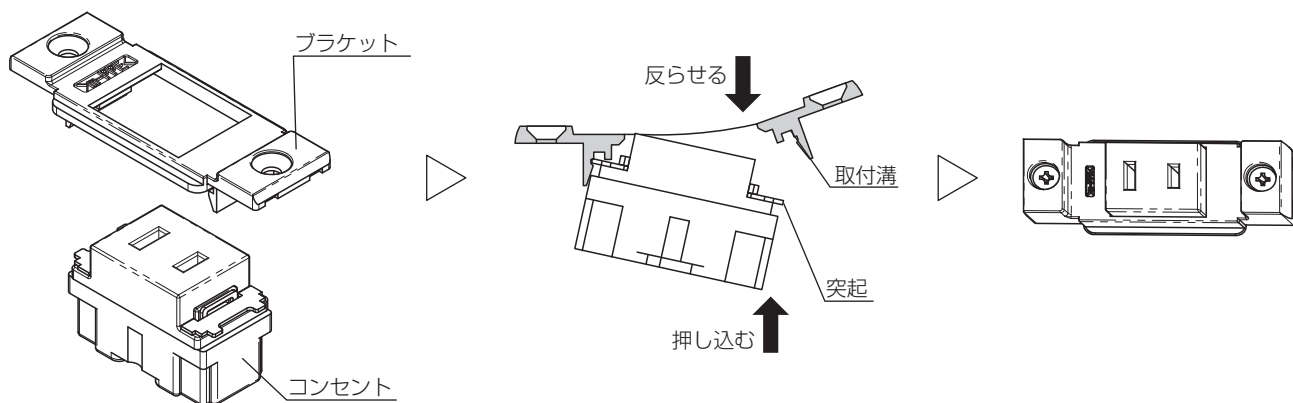 ブラケット
コンセント
反らせる
取付溝
突起
押し込む